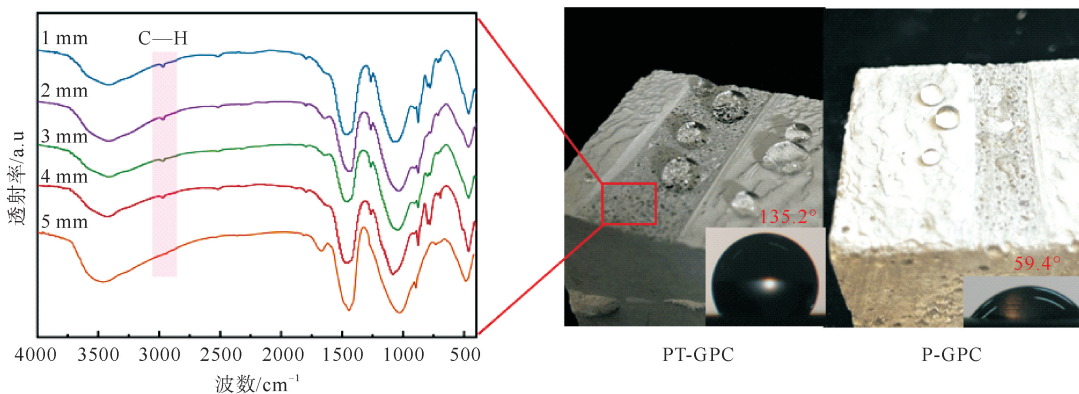 1 mm
C—H
2 mm
3 mm
4 mm
5 mm
透射率/a.u
4000 3500 3000 2500 2000 1500 1000 500
波数/cm⁻¹
135.2°
59.4°
PT-GPC
P-GPC